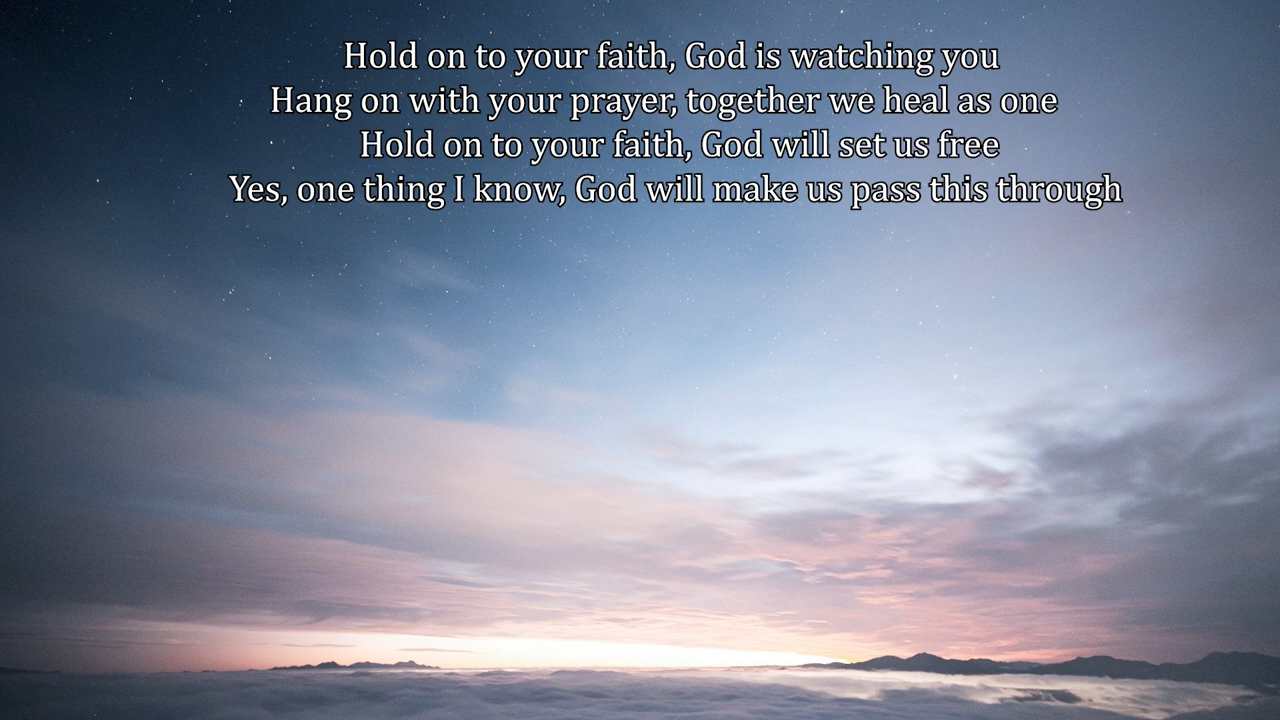 Hold on to your faith, God is watching you
Hang on with your prayer, together we heal as one
Hold on to your faith, God will set us free
Yes, one thing I know, God will make us pass this through